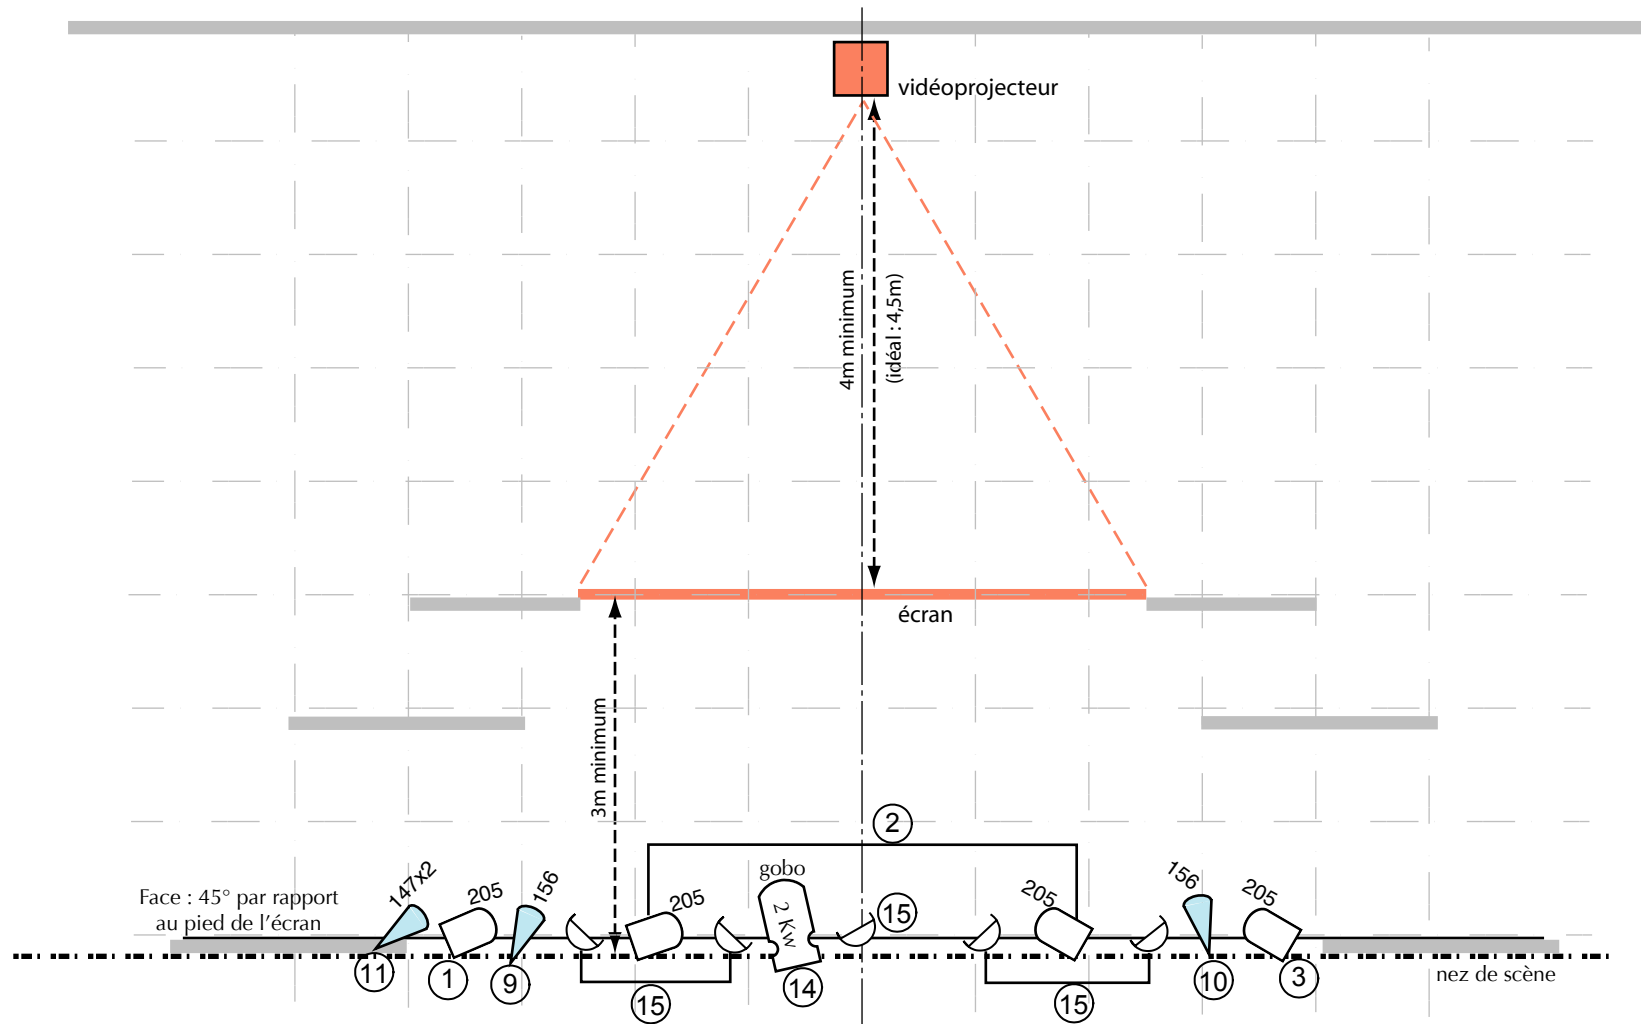 vidéoprojecteur
4m minimum
(idéal : 4,5m)
écran
3m minimum
2
gobo
147x2
205
156
205
2 Kw
15
205
156
205
Face : 45° par rapport
au pied de l'écran
11
1
9
15
14
15
10
3
nez de scène